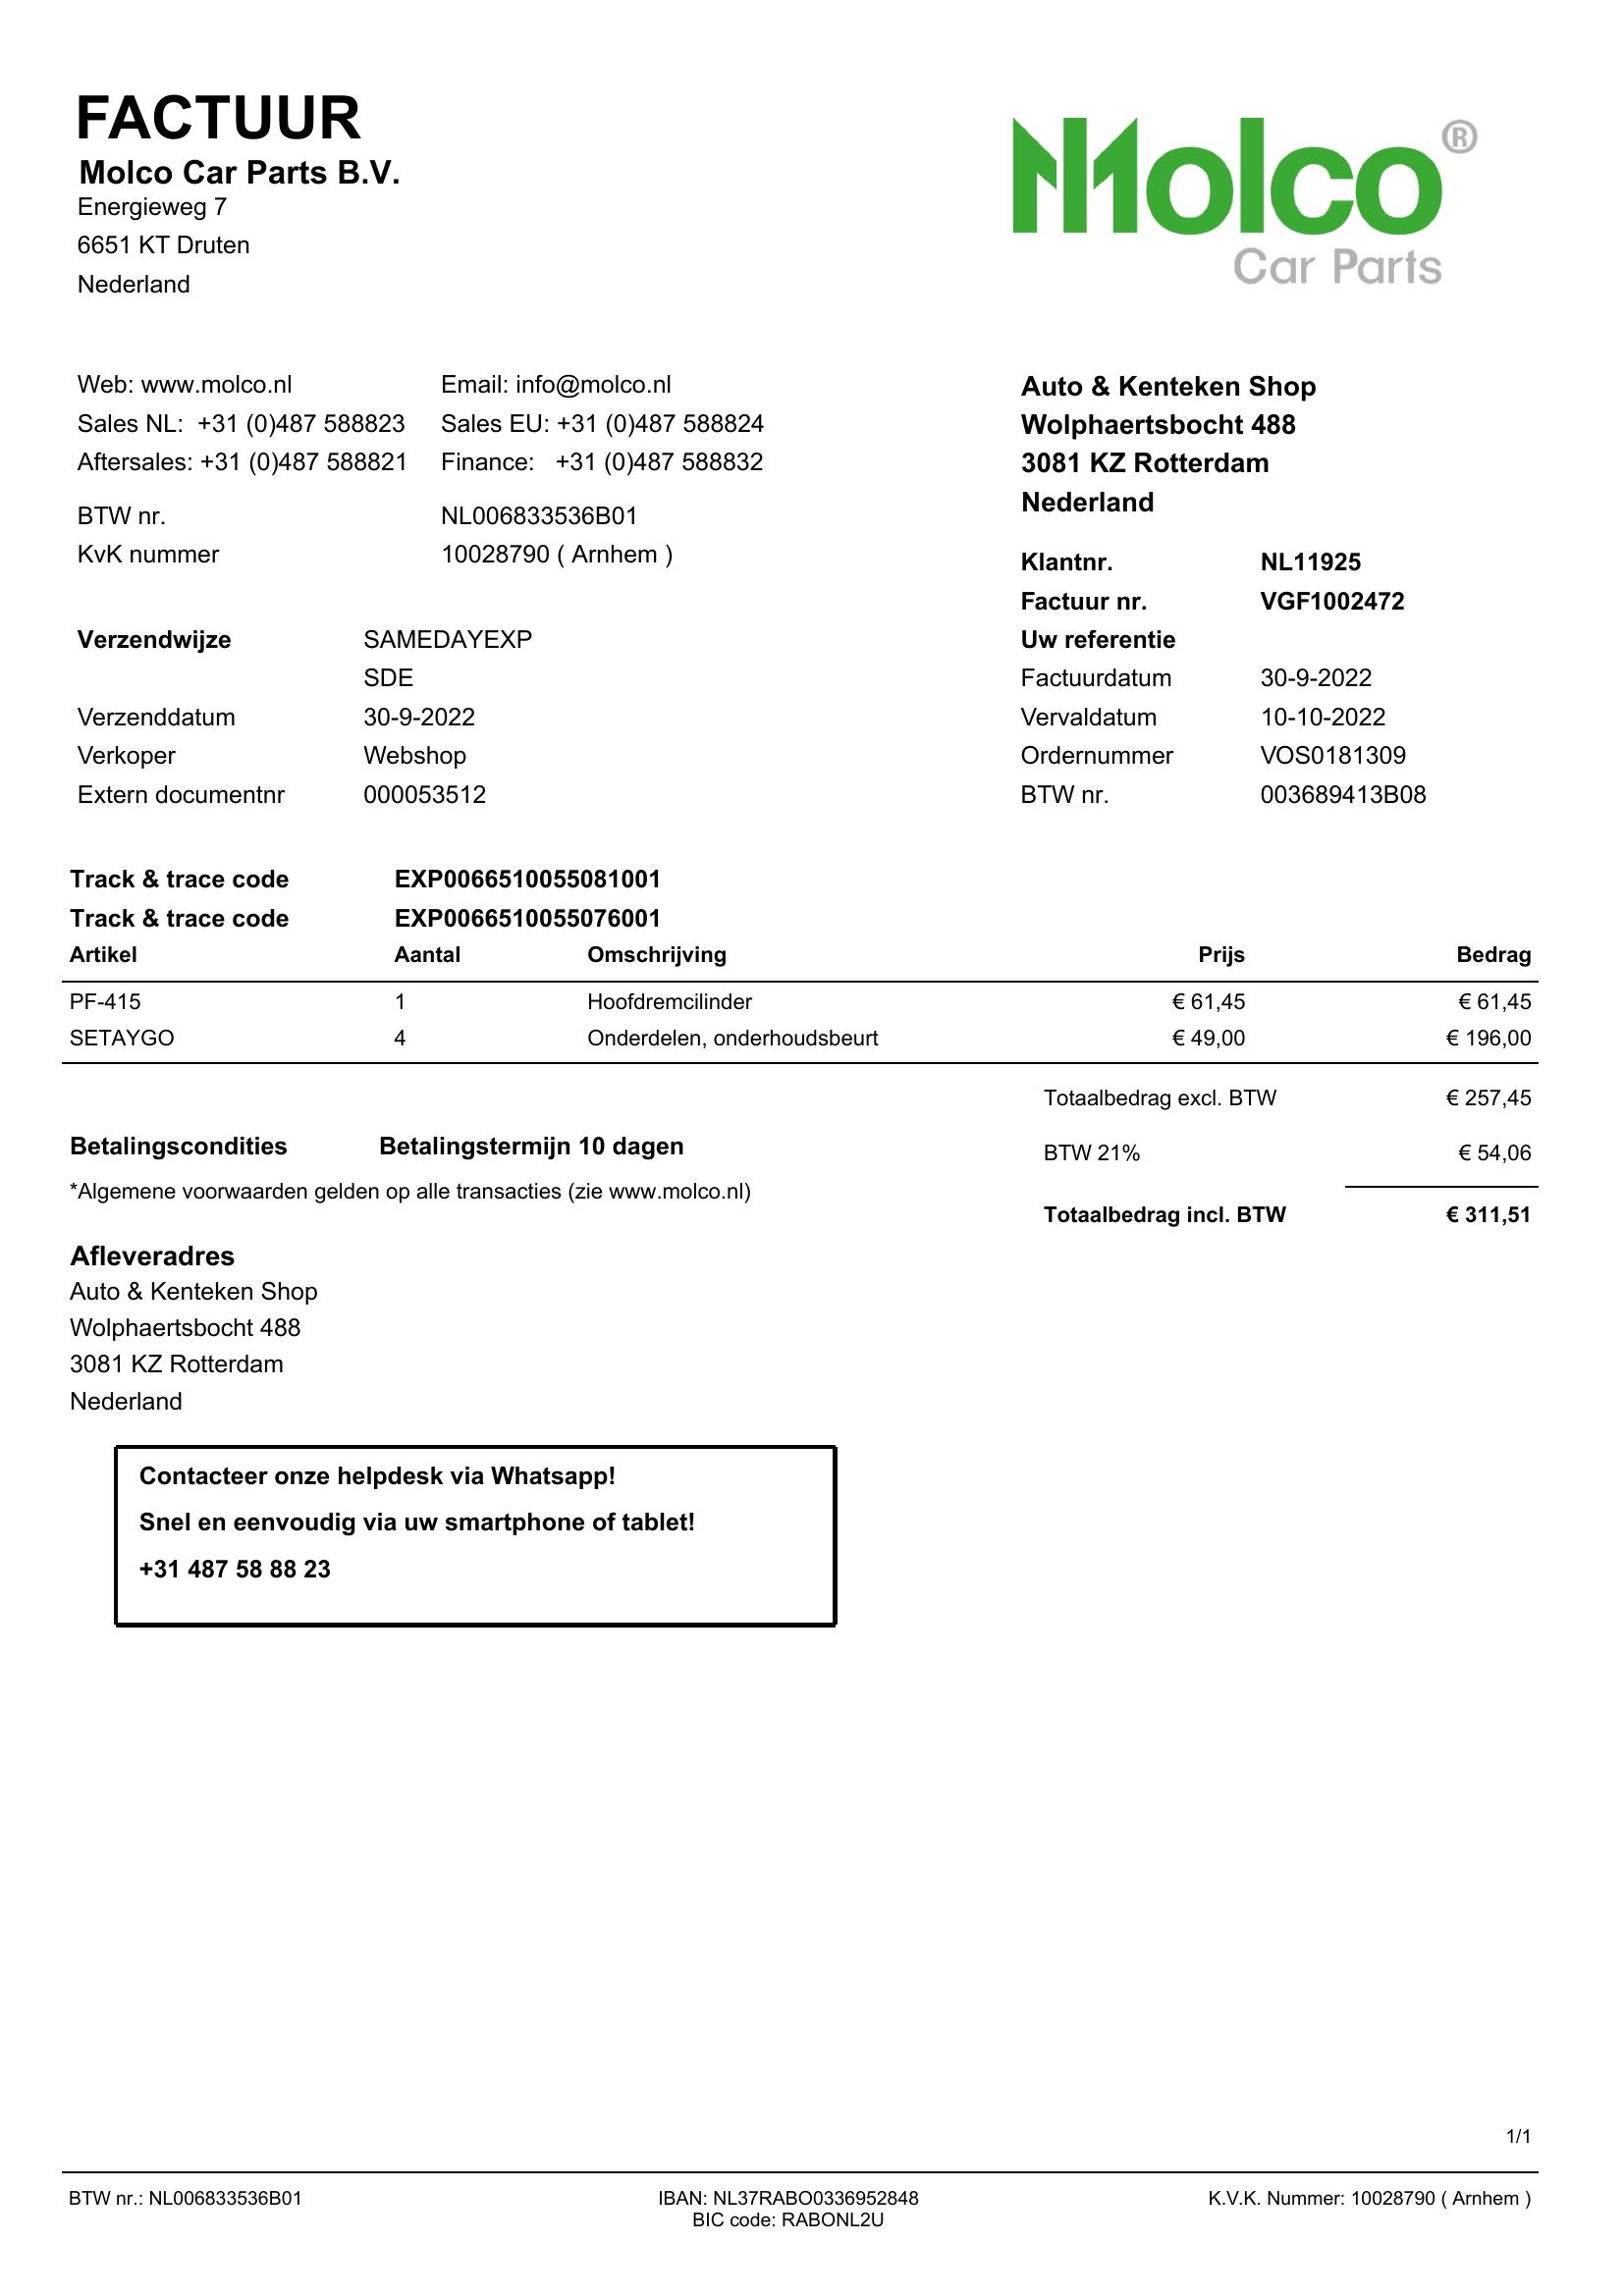 FACTUUR
Molco Car Parts B.V.
Energieweg 7
6651 KT Druten
Nederland
Molco®
Car Parts
Web: www.molco.nl Email: info@molco.nl
Sales NL: +31 (0)487 588823 Sales EU: +31 (0)487 588824
Aftersales: +31 (0)487 588821 Finance: +31 (0)487 588832
BTW nr. NL006833536B01
KvK nummer 10028790 ( Arnhem )
Auto & Kenteken Shop
Wolphaertsbocht 488
3081 KZ Rotterdam
Nederland
Klantnr. NL11925
Factuur nr. VGF1002472
Uw referentie
Factuurdatum 30-9-2022
Vervaldatum 10-10-2022
Ordernummer VOS0181309
BTW nr. 003689413B08
Verzendwijze SAMEDAYEXP
SDE
Verzenddatum 30-9-2022
Verkoper Webshop
Extern documentnr 000053512
Track & trace code EXP0066510055081001
Track & trace code EXP0066510055076001
Artikel Aantal Omschrijving Prijs Bedrag
PF-415 1 Hoofdremcilinder € 61,45 € 61,45
SETAYGO 4 Onderdelen, onderhoudsbeurt € 49,00 € 196,00
Totaalbedrag excl. BTW € 257,45
BTW 21% € 54,06
Totaalbedrag incl. BTW € 311,51
Betalingscondities Betalingstermijn 10 dagen
*Algemene voorwaarden gelden op alle transacties (zie www.molco.nl)
Afleveradres
Auto & Kenteken Shop
Wolphaertsbocht 488
3081 KZ Rotterdam
Nederland
Contacteer onze helpdesk via Whatsapp!
Snel en eenvoudig via uw smartphone of tablet!
+31 487 58 88 23
1/1
BTW nr.: NL006833536B01 IBAN: NL37RABO0336952848 K.V.K. Nummer: 10028790 ( Arnhem )
BIC code: RABONL2U